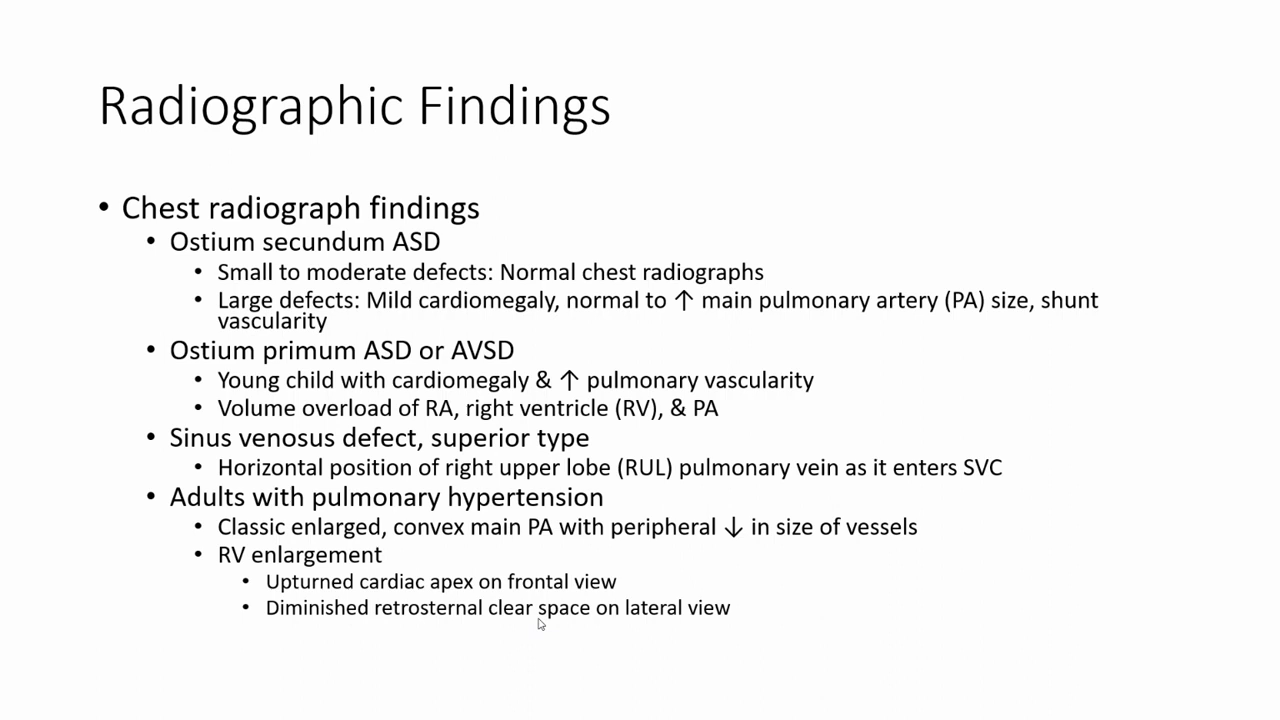 Radiographic Findings
• Chest radiograph findings
• Ostium secundum ASD
• Small to moderate defects: Normal chest radiographs
• Large defects: Mild cardiomegaly, normal to ↑ main pulmonary artery (PA) size, shunt
vascularity
• Ostium primum ASD or AVSD
• Young child with cardiomegaly & ↑ pulmonary vascularity
• Volume overload of RA, right ventricle (RV), & PA
• Sinus venosus defect, superior type
• Horizontal position of right upper lobe (RUL) pulmonary vein as it enters SVC
• Adults with pulmonary hypertension
• Classic enlarged, convex main PA with peripheral ↓ in size of vessels
• RV enlargement
• Upturned cardiac apex on frontal view
• Diminished retrosternal clear space on lateral view